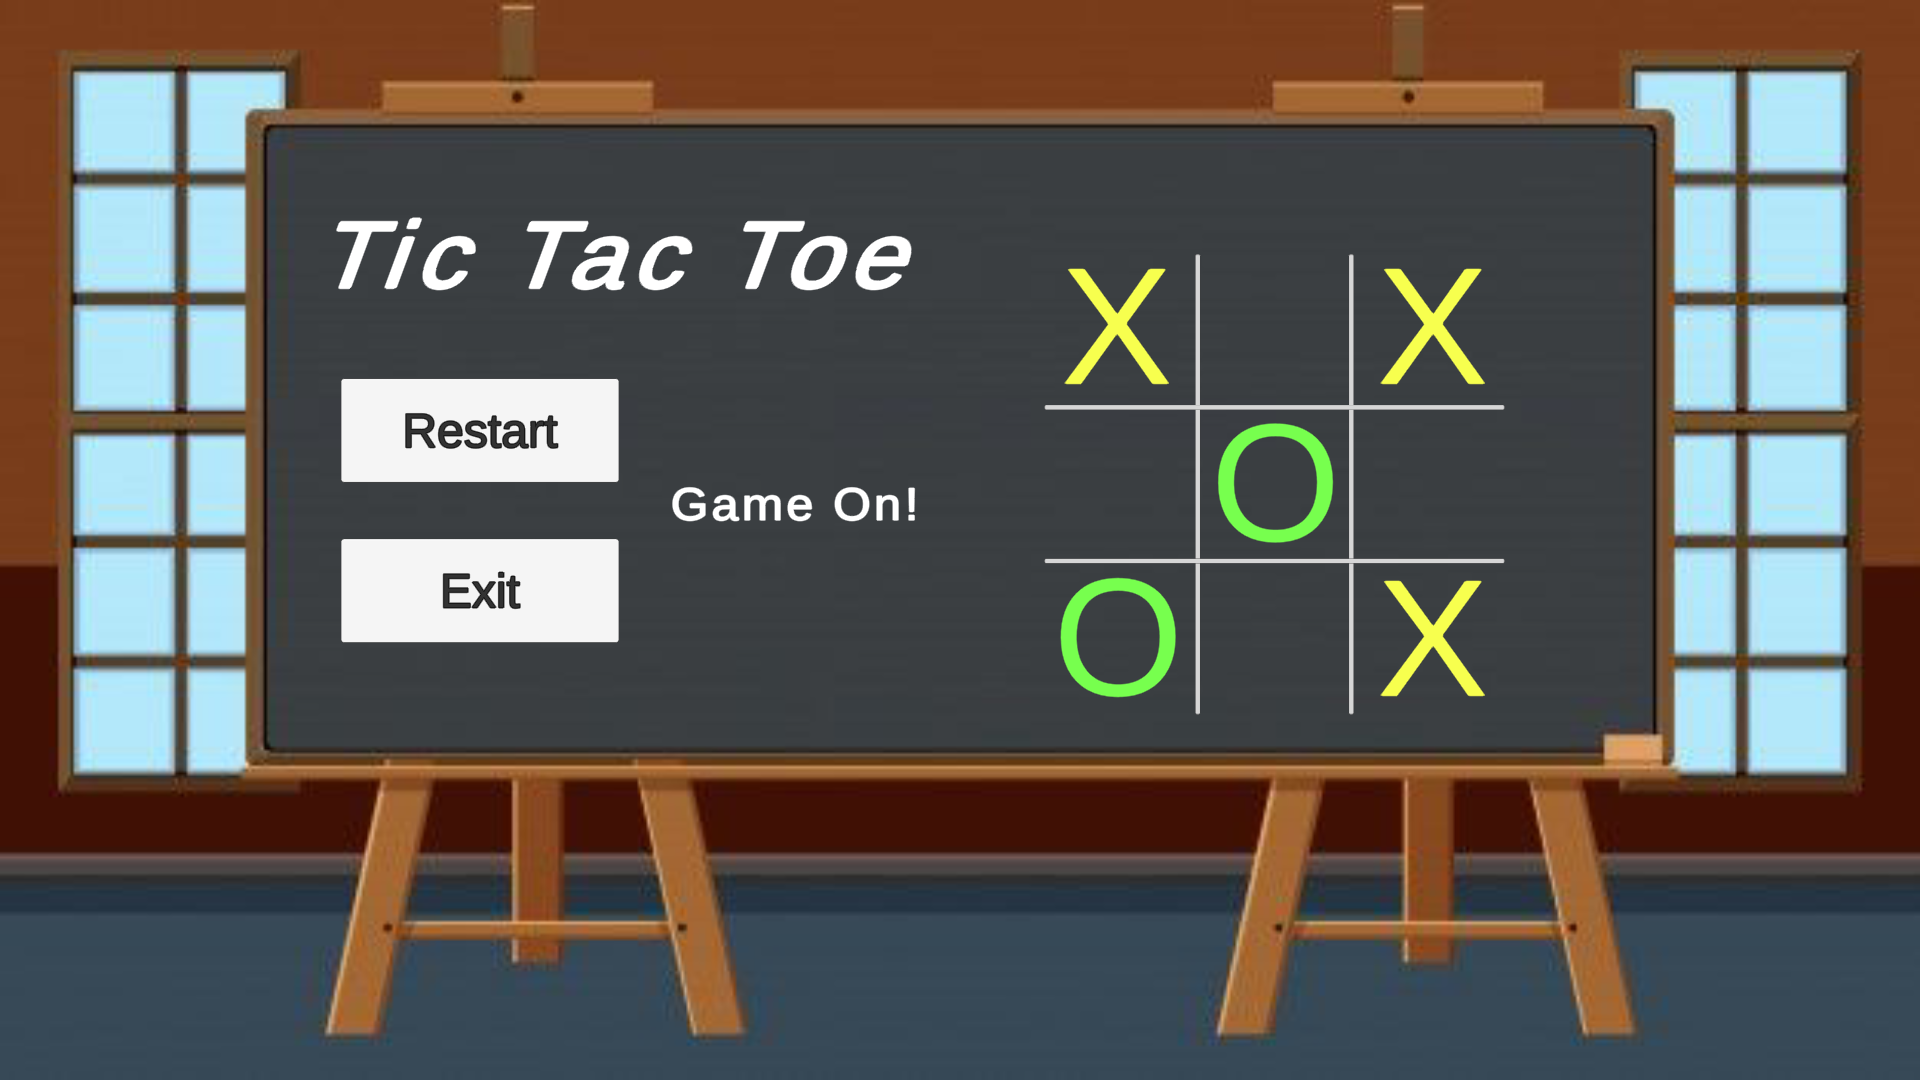 Tic Tac Toe
Restart
Game On!
Exit
X X
O
O X